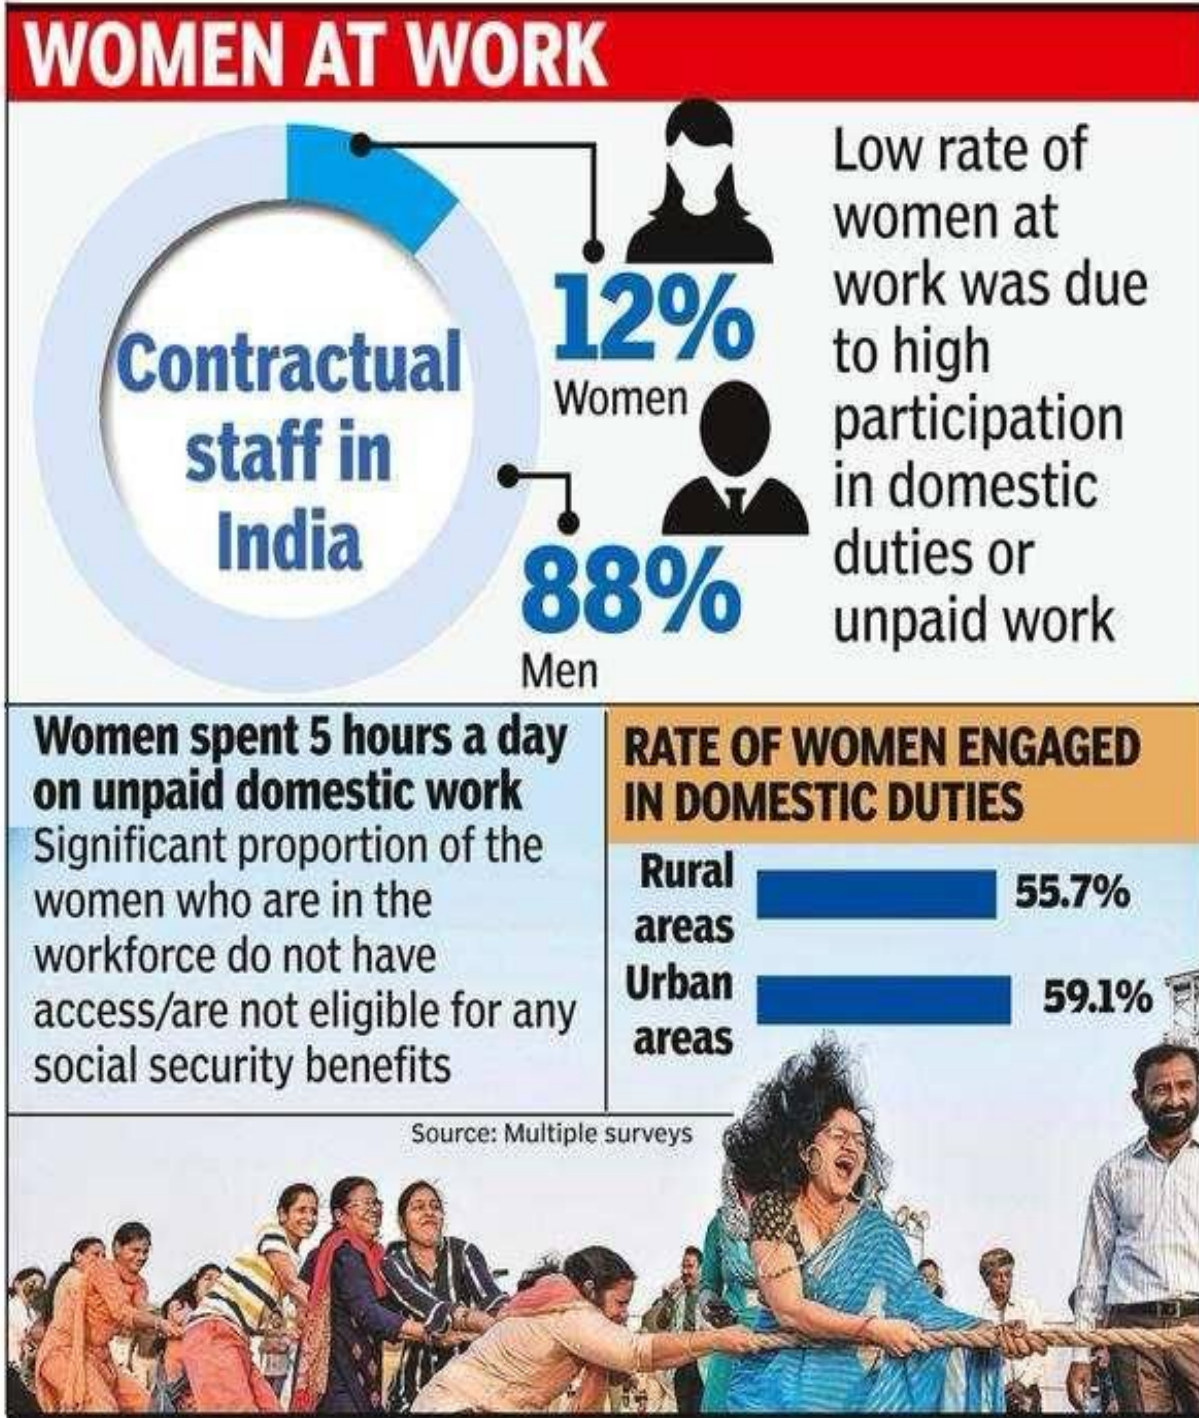 WOMEN AT WORK
Contractual
staff in
India
12%
Women
88%
Men
Low rate of
women at
work was due
to high
participation
in domestic
duties or
unpaid work
Women spent 5 hours a day
on unpaid domestic work
Significant proportion of the
women who are in the
workforce do not have
access/are not eligible for any
social security benefits
RATE OF WOMEN ENGAGED
IN DOMESTIC DUTIES
Rural
areas
55.7%
Urban
areas
59.1%
Source: Multiple surveys